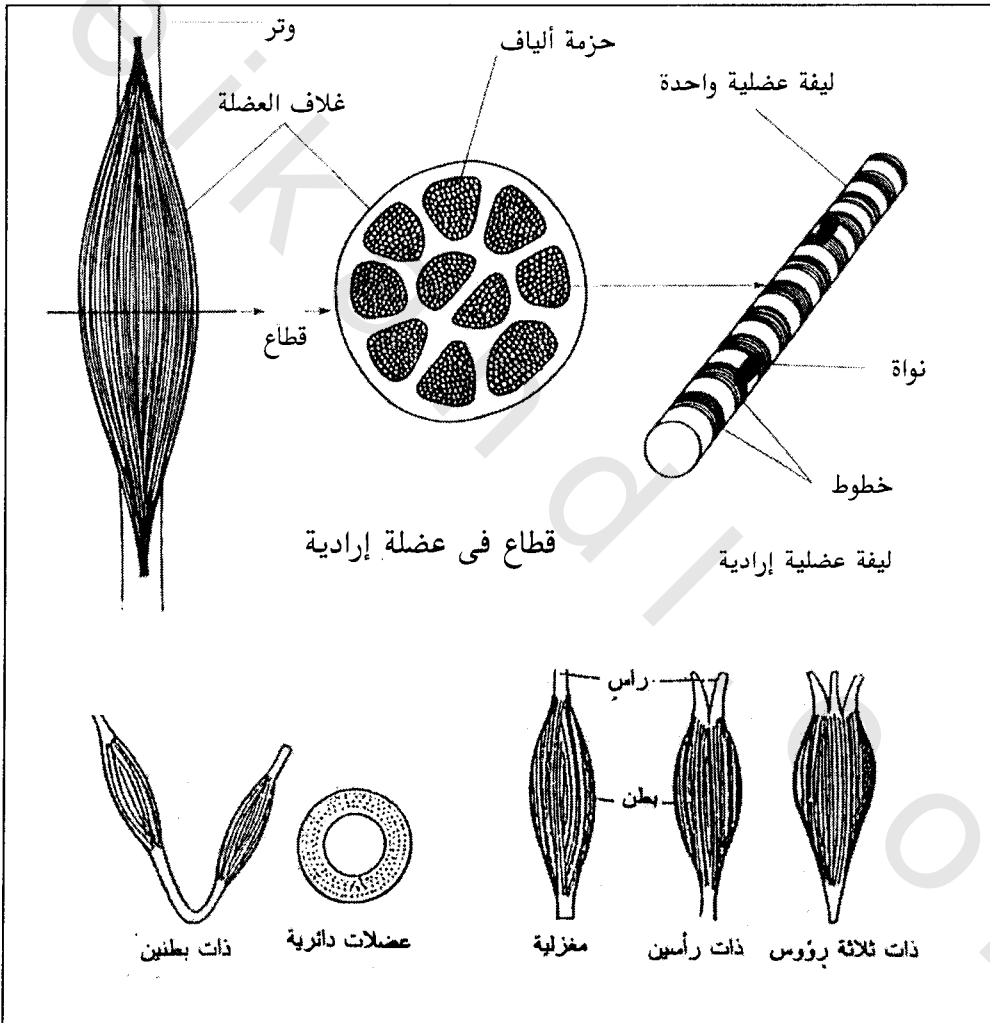 وتر
حزمة ألياف
غلاف العضلة
ليفة عضلية واحدة
قطاع
نواة
خطوط
قطاع فى عضلة إرادية
ليفة عضلية إرادية
راس
بطن
ذات ثلاثة رؤوس
ذات رأسين
مغزلية
عضلات دائرية
ذات بطنين